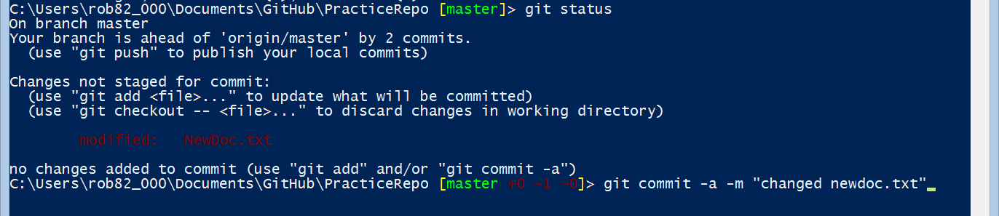 C:\Users\rob82_000\Documents\GitHub\PracticeRepo [master]> git status
On branch master
Your branch is ahead of 'origin/master' by 2 commits.
  (use "git push" to publish your local commits)
Changes not staged for commit:
  (use "git add <file>..." to update what will be committed)
  (use "git checkout -- <file>..." to discard changes in working directory)
        modified:   NewDoc.txt
no changes added to commit (use "git add" and/or "git commit -a")
C:\Users\rob82_000\Documents\GitHub\PracticeRepo [master +0 ~1 -0]> git commit -a -m "changed newdoc.txt"